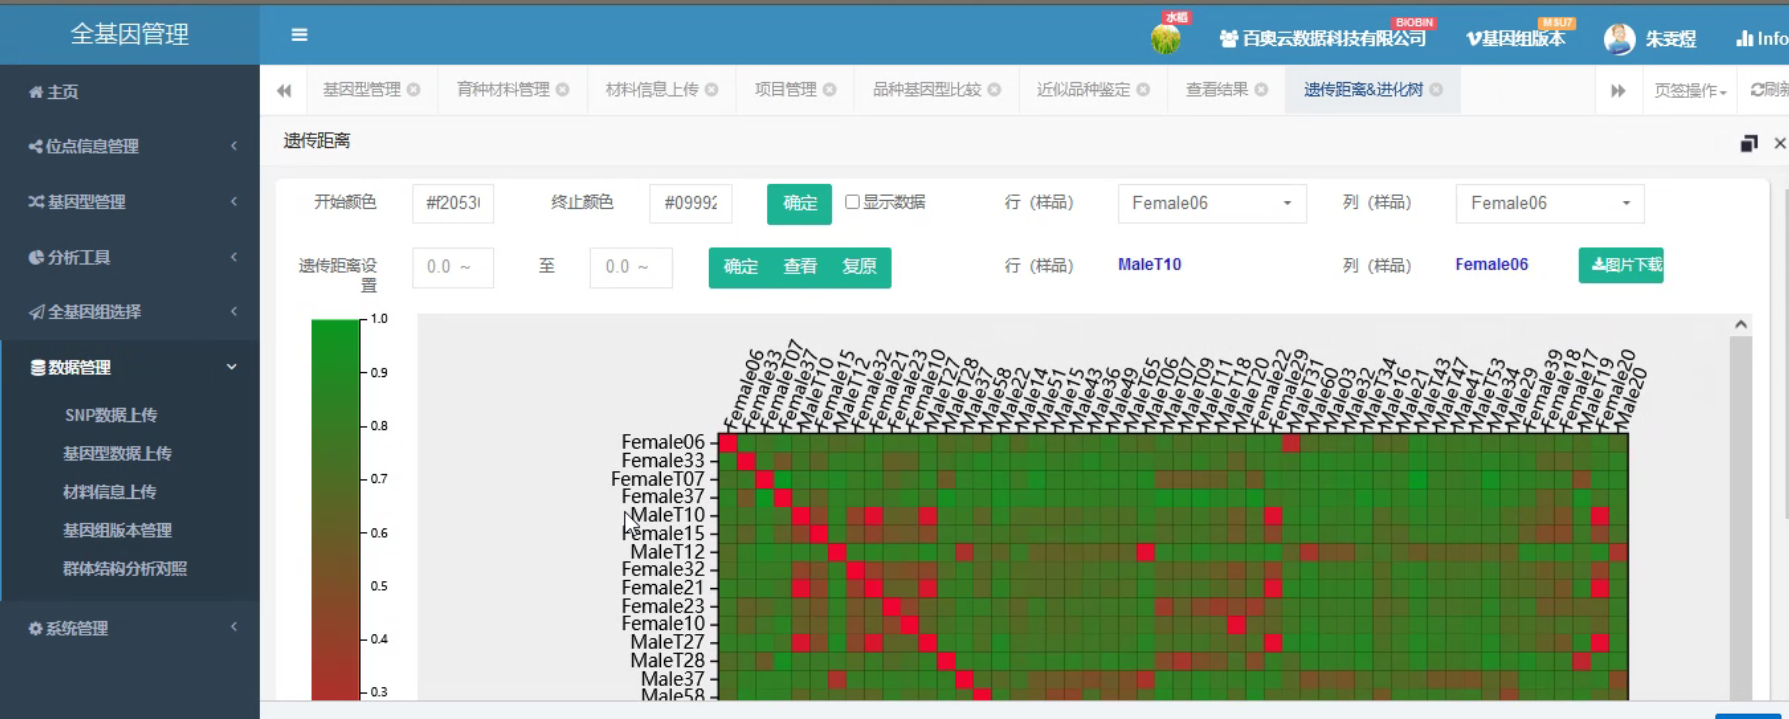 全基因管理
水稻
百奥云数据科技有限公司
BIOBIN
V基因组版本
MSU7
朱雯煜
Info
主页
位点信息管理
基因型管理
分析工具
全基因组选择
数据管理
SNP数据上传
基因型数据上传
材料信息上传
基因组版本管理
群体结构分析对照
系统管理
基因型管理
育种材料管理
材料信息上传
项目管理
品种基因型比较
近似品种鉴定
查看结果
遗传距离&进化树
页签操作
刷新
遗传距离
开始颜色
终止颜色
#09992
确定
显示数据
行（样品）
Female06
列（样品）
Female06
遗传距离设置
0.0 ~
至
0.0 ~
确定 查看 复原
行（样品）
MaleT10
列（样品）
Female06
图片下载
1.0
0.9
0.8
0.7
0.6
0.5
0.4
0.3
Female06
Female33
FemaleT07
Female37
MaleT10
Female15
MaleT12
Female32
Female21
Female23
Female10
MaleT27
MaleT28
Male37
Male58
Male22
Male14
Male51
Male15
Male43
Male36
Male49
MaleT65
MaleT06
MaleT07
MaleT09
MaleT11
MaleT18
MaleT20
Female22
Female29
MaleT31
Male60
Male03
Male32
MaleT34
Male16
Male21
MaleT43
MaleT47
Male41
MaleT53
Male34
Male29
Female39
Female18
Female17
MaleT19
Female20
Male20
Female06
Female33
FemaleT07
Female37
MaleT10
Female15
MaleT12
Female32
Female21
Female23
Female10
MaleT27
MaleT28
Male37
Male58